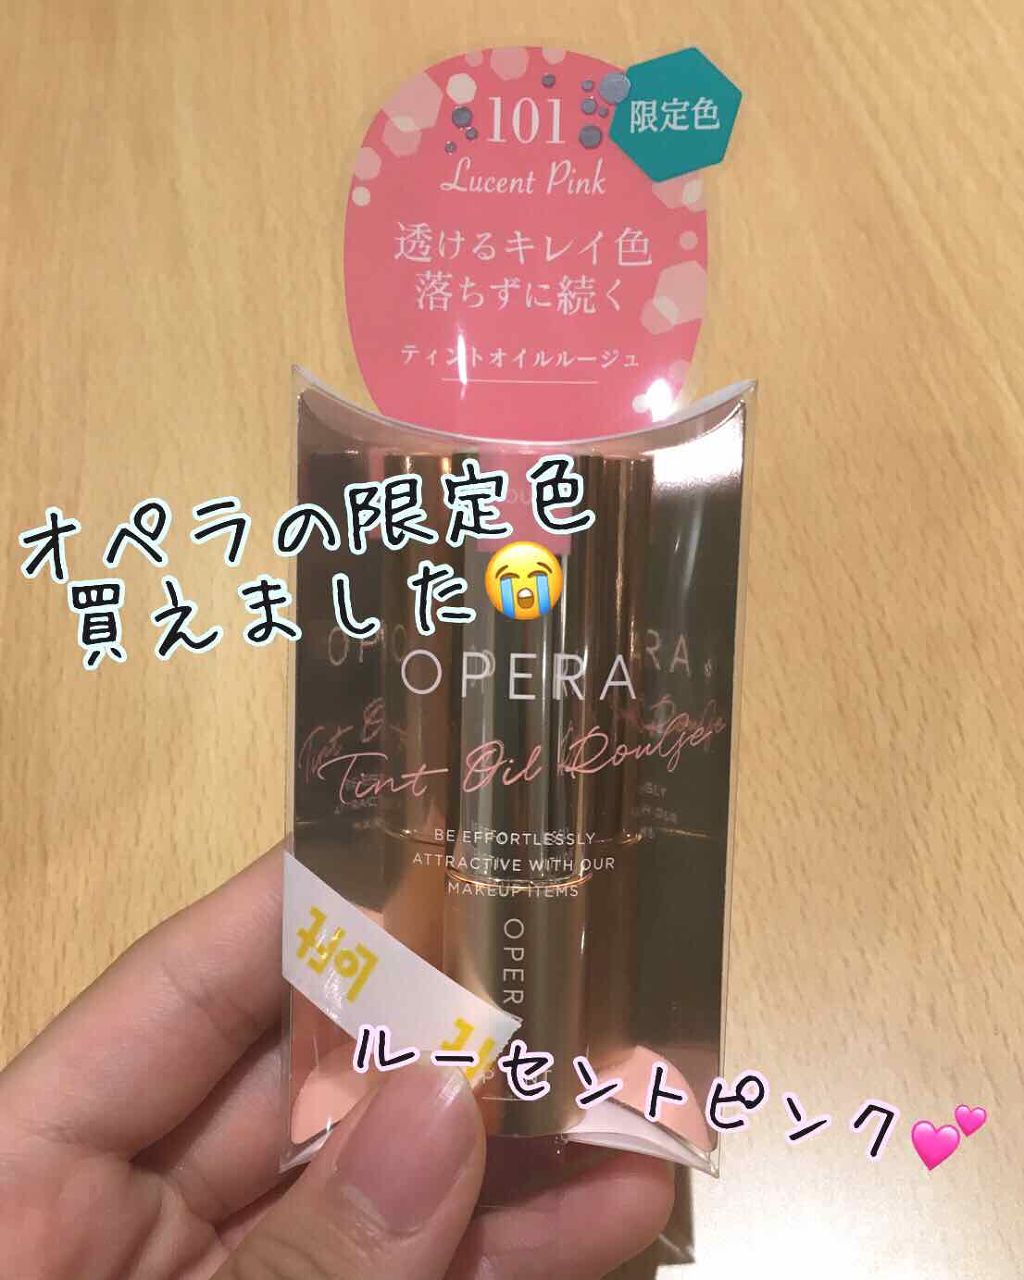 101
限定色
Lucent Pink
透けるキレイ色
落ちずに続く
ティントオイルルージュ
オペラの限定色
買えました😭
OPERA
Tint Oil Rouge
BE EFFORTLESSLY
ATTRACTIVE WITH OUR
MAKEUP ITEMS
OPER
ルーセントピンク💕